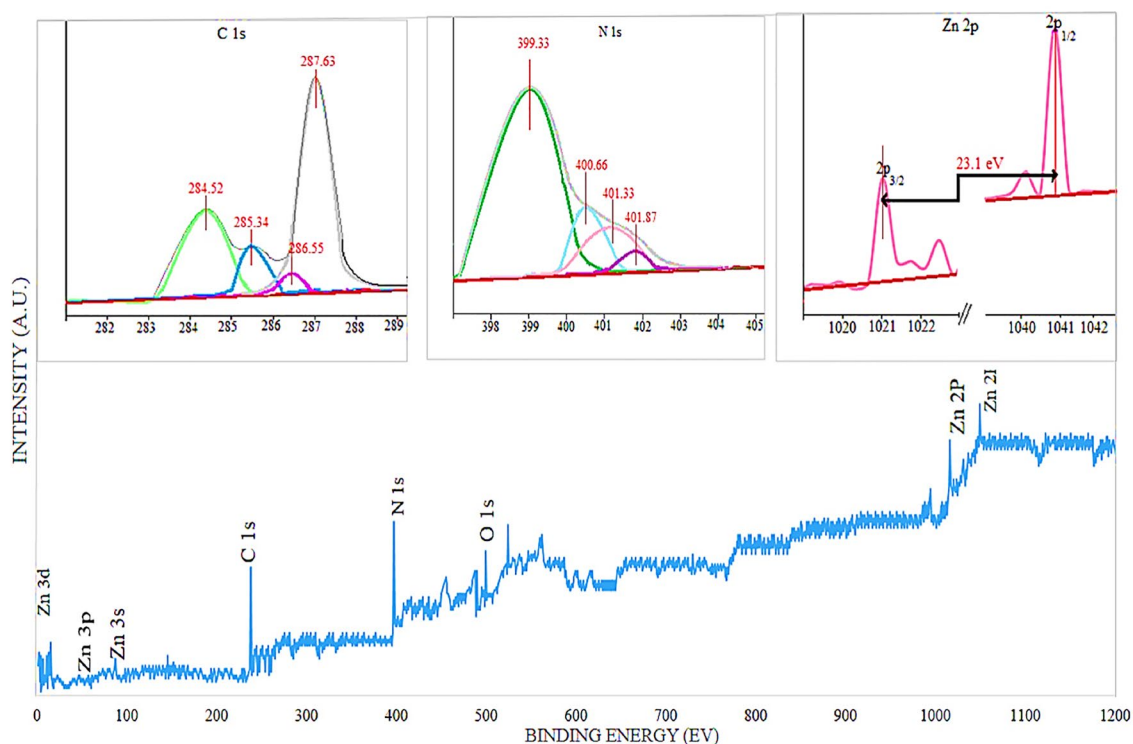 C 1s
287.63
284.52
285.34
286.55
282 283 284 285 286 287 288 289
N 1s
399.33
400.66
401.33
401.87
398 399 400 401 402 403 404 405
Zn 2p
2p 1/2
23.1 eV
2p 3/2
1020 1021 1022 // 1040 1041 1042
INTENSITY (A.U.)
Zn 3d
Zn 3p
Zn 3s
C 1s
N 1s
O 1s
Zn 2P
Zn 2I
0 100 200 300 400 500 600 700 800 900 1000 1100 1200
BINDING ENERGY (EV)